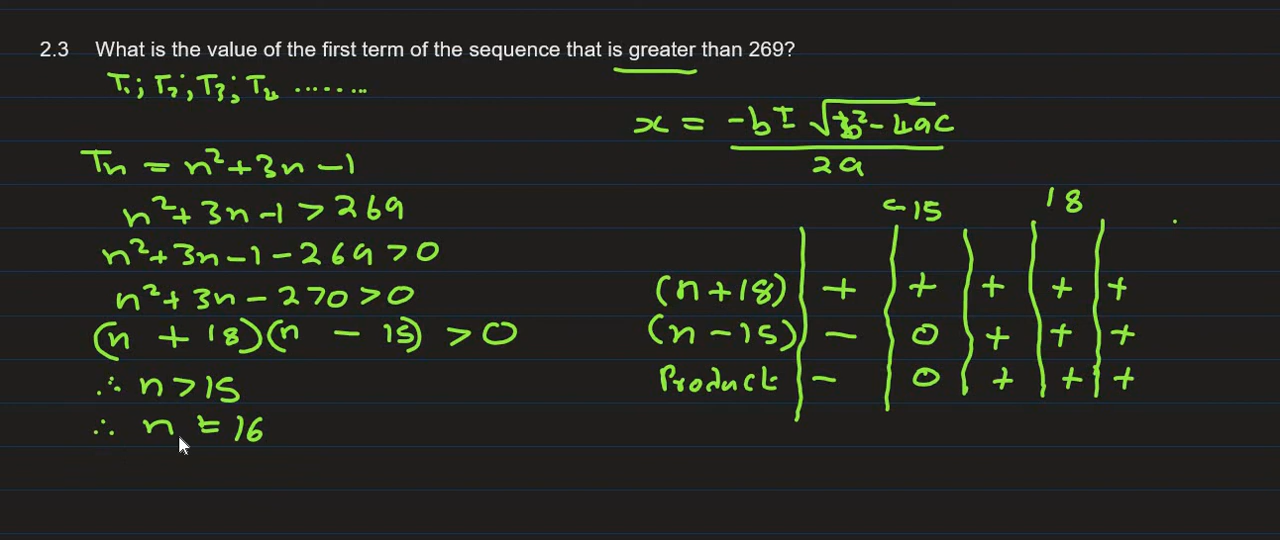 2.3 What is the value of the first term of the sequence that is greater than 269?
T₁; T₂; T₃; T₄ .......
x = -b ± √(b² - 4ac) / 2a
Tn = n² + 3n - 1
n² + 3n - 1 > 269
n² + 3n - 1 - 269 > 0
n² + 3n - 270 > 0
(n + 18)(n - 15) > 0
∴ n > 15
∴ n = 16
15 18
(n+18) + + + + +
(n-15) - 0 + + +
Product - 0 + + +